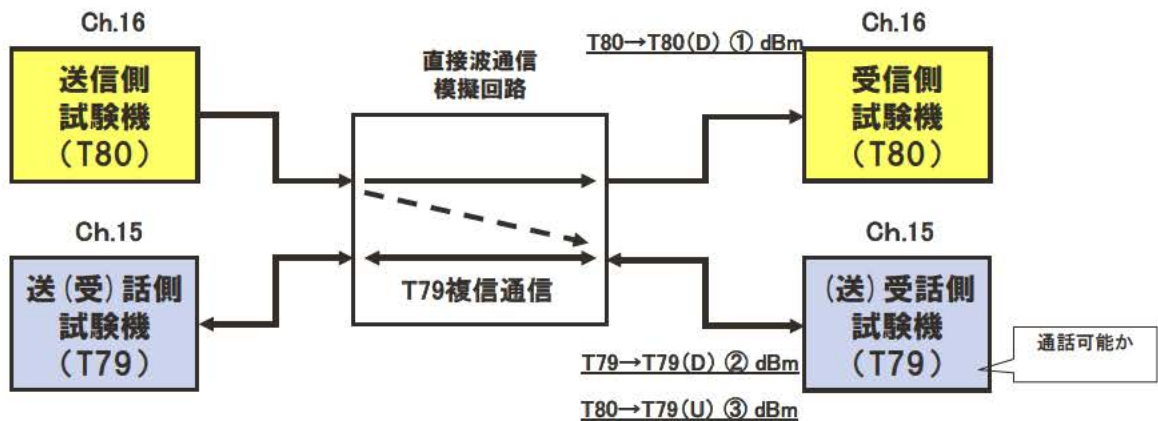 Ch.16
送信側
試験機
（T80）
直接波通信
模擬回路
T80→T80(D) ① dBm
Ch.16
受信側
試験機
（T80）
Ch.15
送(受)話側
試験機
（T79）
T79複信通信
Ch.15
(送)受話側
試験機
（T79）
通話可能か
T79→T79(D) ② dBm
T80→T79(U) ③ dBm